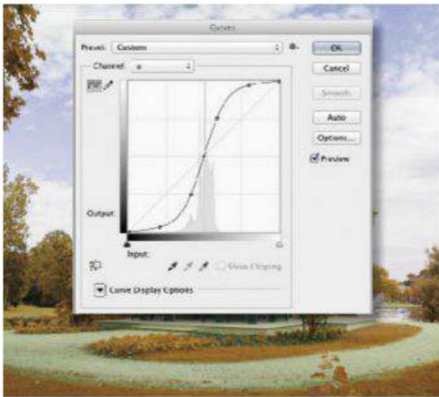 Curves
Preset: Custom
OK
Channel: a
Cancel
Smooth
Auto
Options...
Preview
Output:
Input:
Show Clipping
Curve Display Options